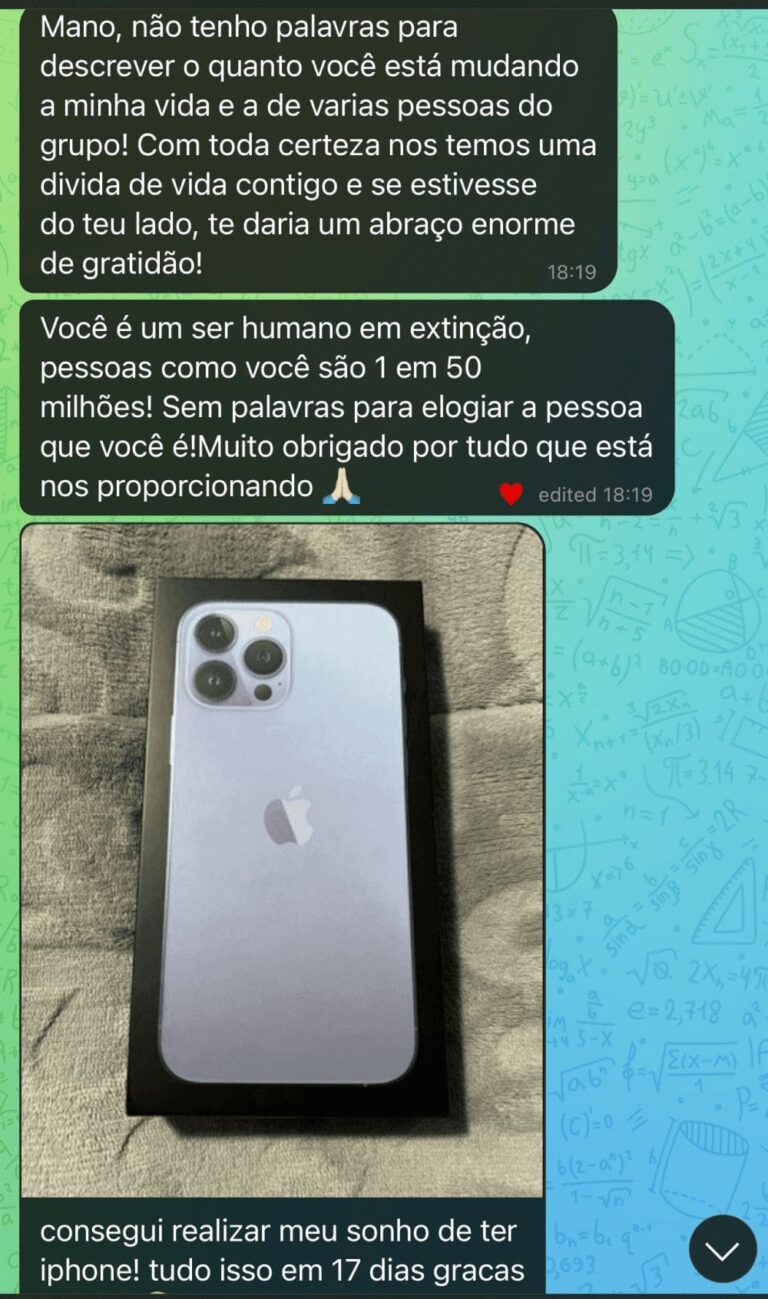 Mano, não tenho palavras para
descrever o quanto você está mudando
a minha vida e a de varias pessoas do
grupo! Com toda certeza nos temos uma
divida de vida contigo e se estivesse
do teu lado, te daria um abraço enorme
de gratidão!
18:19
Você é um ser humano em extinção,
pessoas como você são 1 em 50
milhões! Sem palavras para elogiar a pessoa
que você é!Muito obrigado por tudo que está
nos proporcionando 🙏🏻
❤️ edited 18:19
consegui realizar meu sonho de ter
iphone! tudo isso em 17 dias gracas